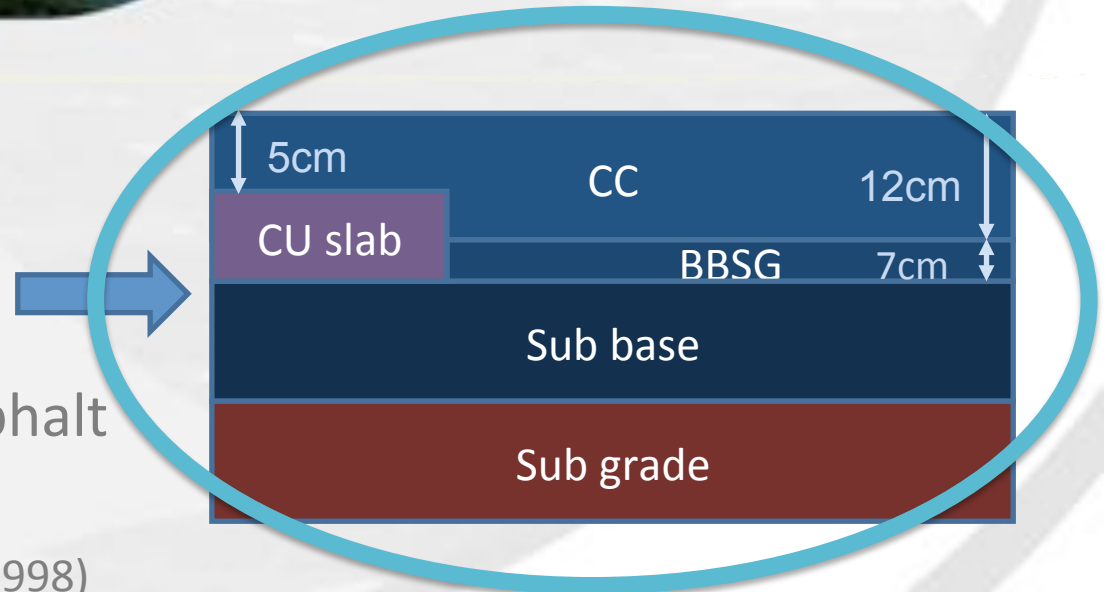 5cm
CC
12cm
CU slab
BBSG
7cm
Sub base
phalt
Sub grade
998)